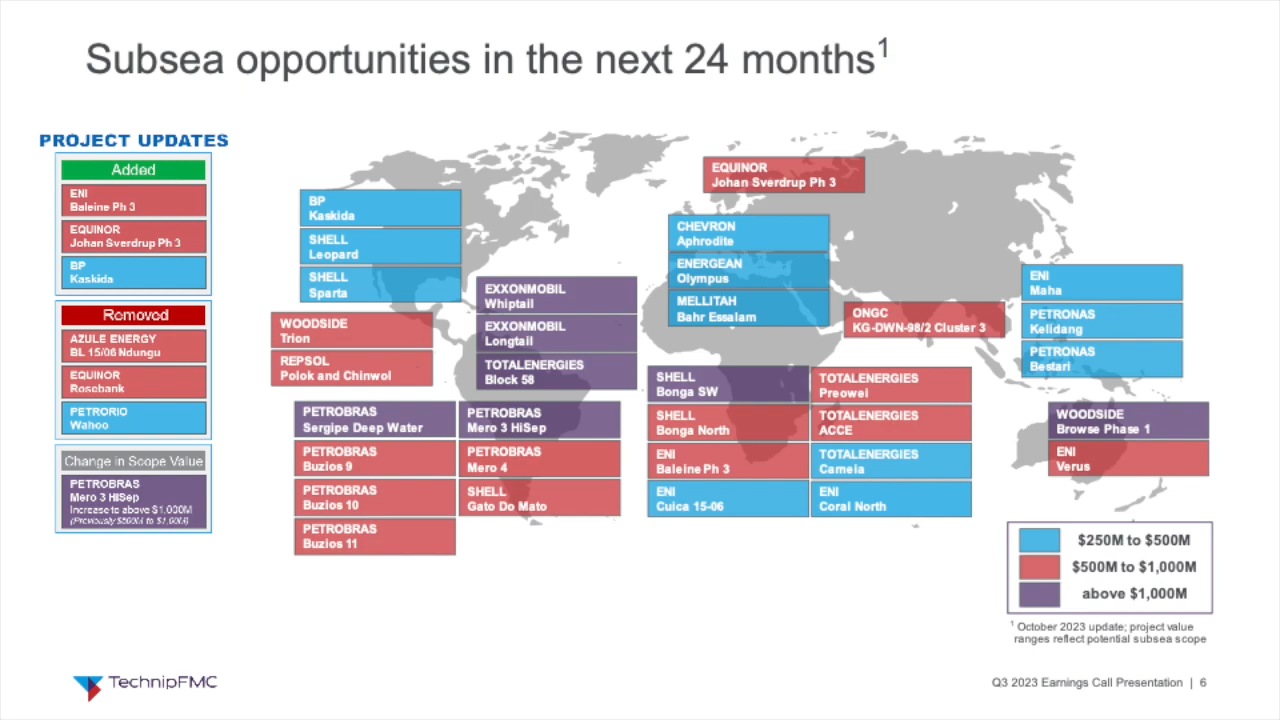 Subsea opportunities in the next 24 months1
PROJECT UPDATES
Added
ENI
Baleine Ph 3
EQUINOR
Johan Sverdrup Ph 3
BP
Kaskida
Removed
AZULE ENERGY
BL 15/06 Ndungu
EQUINOR
Rosebank
PETRORIO
Wahoo
Change in Scope Value
PETROBRAS
Mero 3 HISep
Increase to above $1,000M
(Previously $500M to $1,000M)
BP
Kaskida
SHELL
Leopard
SHELL
Sparta
WOODSIDE
Trion
REPSOL
Polok and Chinwol
EXXONMOBIL
Whiptail
EXXONMOBIL
Longtail
TOTALENERGIES
Block 58
PETROBRAS
Sergipe Deep Water
PETROBRAS
Buzios 9
PETROBRAS
Buzios 10
PETROBRAS
Buzios 11
PETROBRAS
Mero 3 HiSep
PETROBRAS
Mero 4
SHELL
Gato Do Mato
EQUINOR
Johan Sverdrup Ph 3
CHEVRON
Aphrodite
ENERGEAN
Olympus
MELLITAH
Bahr Essalam
ONGC
KG-DWN-98/2 Cluster 3
SHELL
Bonga SW
SHELL
Bonga North
ENI
Baleine Ph 3
ENI
Cuica 15-06
TOTALENERGIES
Preowei
TOTALENERGIES
ACCE
TOTALENERGIES
Cameia
ENI
Coral North
ENI
Maha
PETRONAS
Kelidang
PETRONAS
Bestari
WOODSIDE
Browse Phase 1
ENI
Verus
$250M to $500M
$500M to $1,000M
above $1,000M
1 October 2023 update; project value
ranges reflect potential subsea scope
TechnipFMC
Q3 2023 Earnings Call Presentation | 6